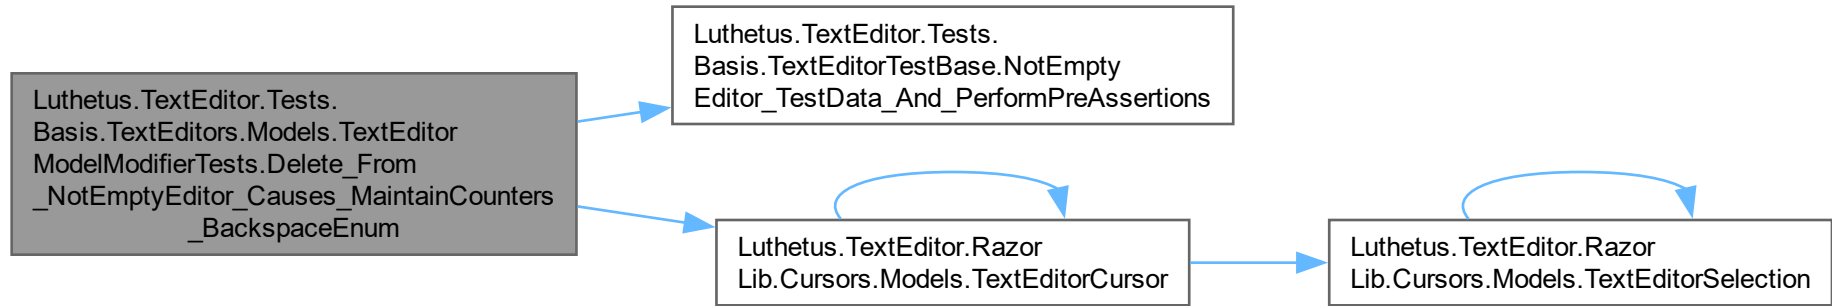 Luthetus.TextEditor.Tests.
Basis.TextEditors.Models.TextEditor
ModelModifierTests.Delete_From
_NotEmptyEditor_Causes_MaintainCounters
_BackspaceEnum
Luthetus.TextEditor.Tests.
Basis.TextEditorTestBase.NotEmpty
Editor_TestData_And_PerformPreAssertions
Luthetus.TextEditor.Razor
Lib.Cursors.Models.TextEditorCursor
Luthetus.TextEditor.Razor
Lib.Cursors.Models.TextEditorSelection